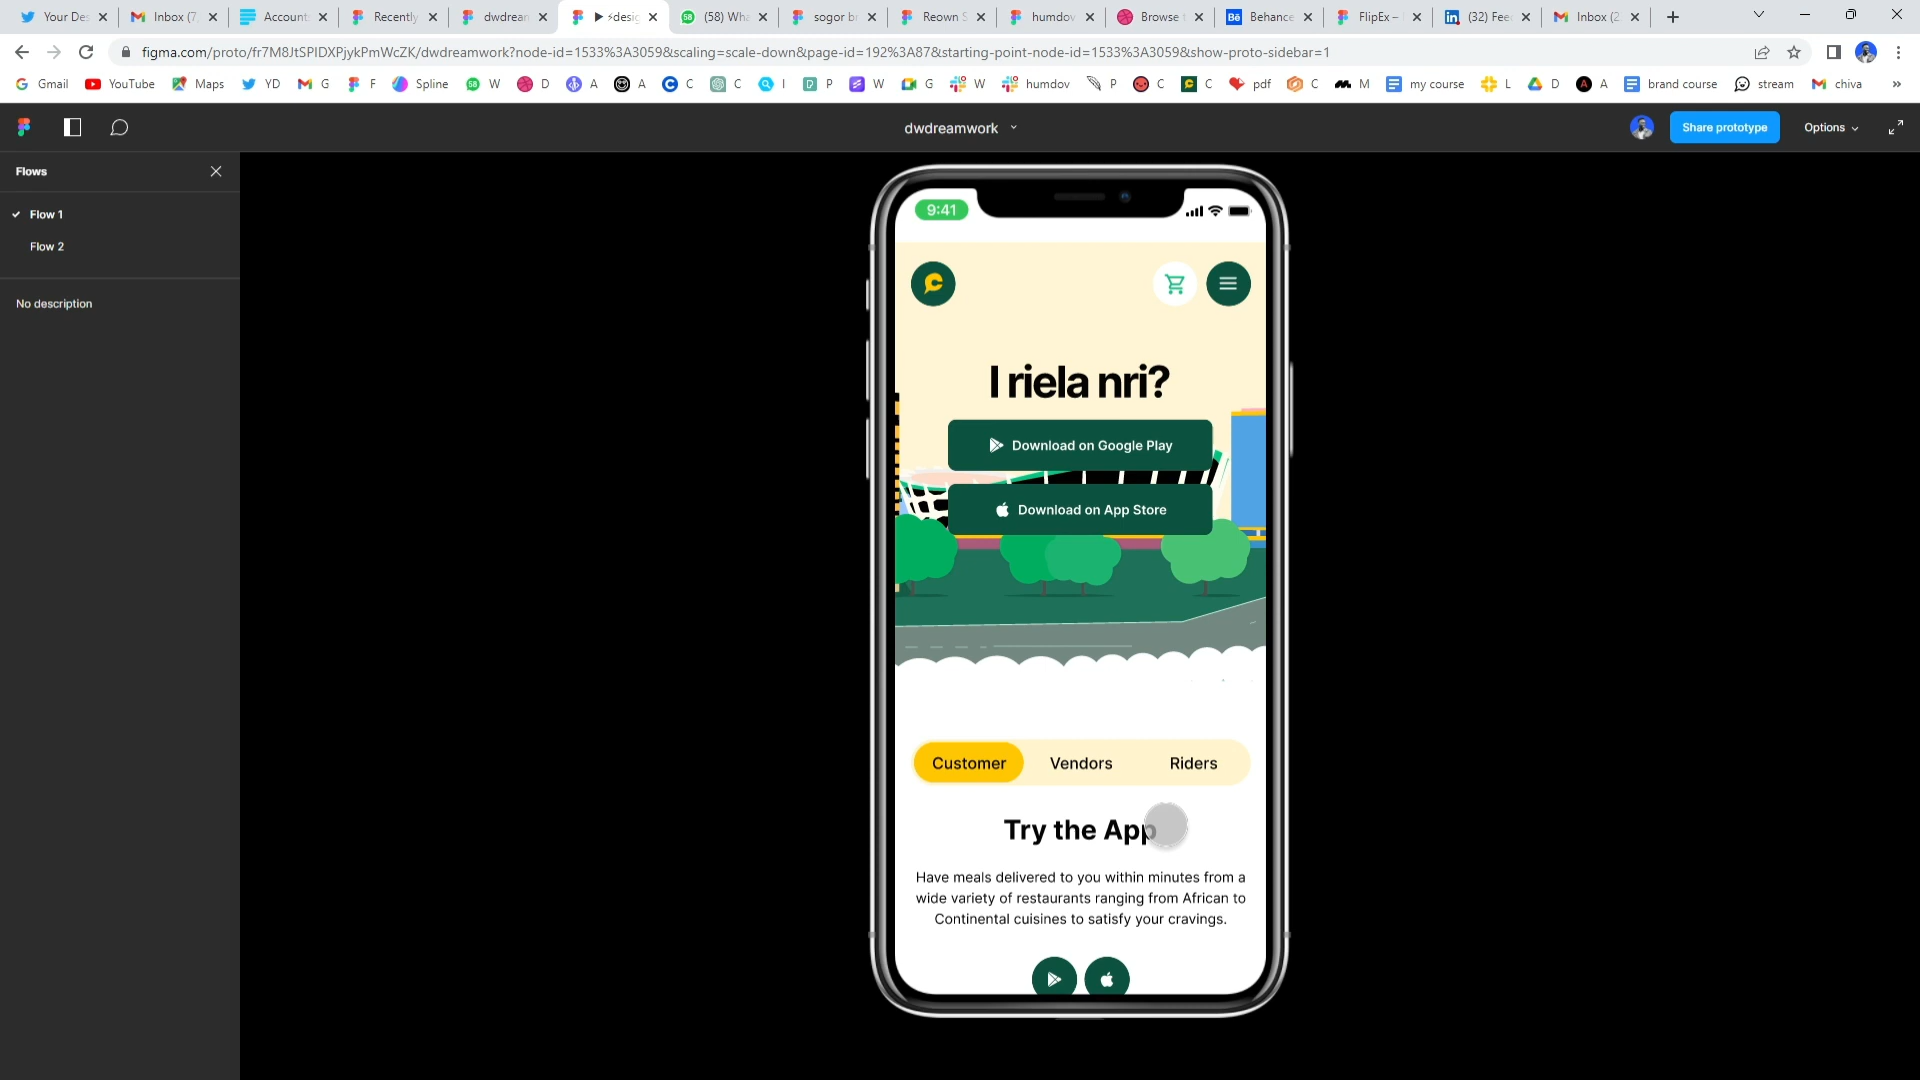 Your Des
Inbox (7,
Account
Recently
dwdrean
⚡desig
(58) Wha
sogor br
Reown S
humdov
Browse
Behance
FlipEx –
(32) Fee
Inbox (2
figma.com/proto/fr7M8JtSPIDXPjykPmWcZK/dwdreamwork?node-id=1533%3A3059&scaling=scale-down&page-id=192%3A87&starting-point-node-id=1533%3A3059&show-proto-sidebar=1
Gmail YouTube Maps YD G F Spline W D A A C C I P W G W humdov P C C pdf C M my course L D A brand course stream chiva »
dwdreamwork
Share prototype
Options
Flows
Flow 1
Flow 2
No description
9:41
I riela nri?
Download on Google Play
Download on App Store
Customer Vendors Riders
Try the App
Have meals delivered to you within minutes from a
wide variety of restaurants ranging from African to
Continental cuisines to satisfy your cravings.